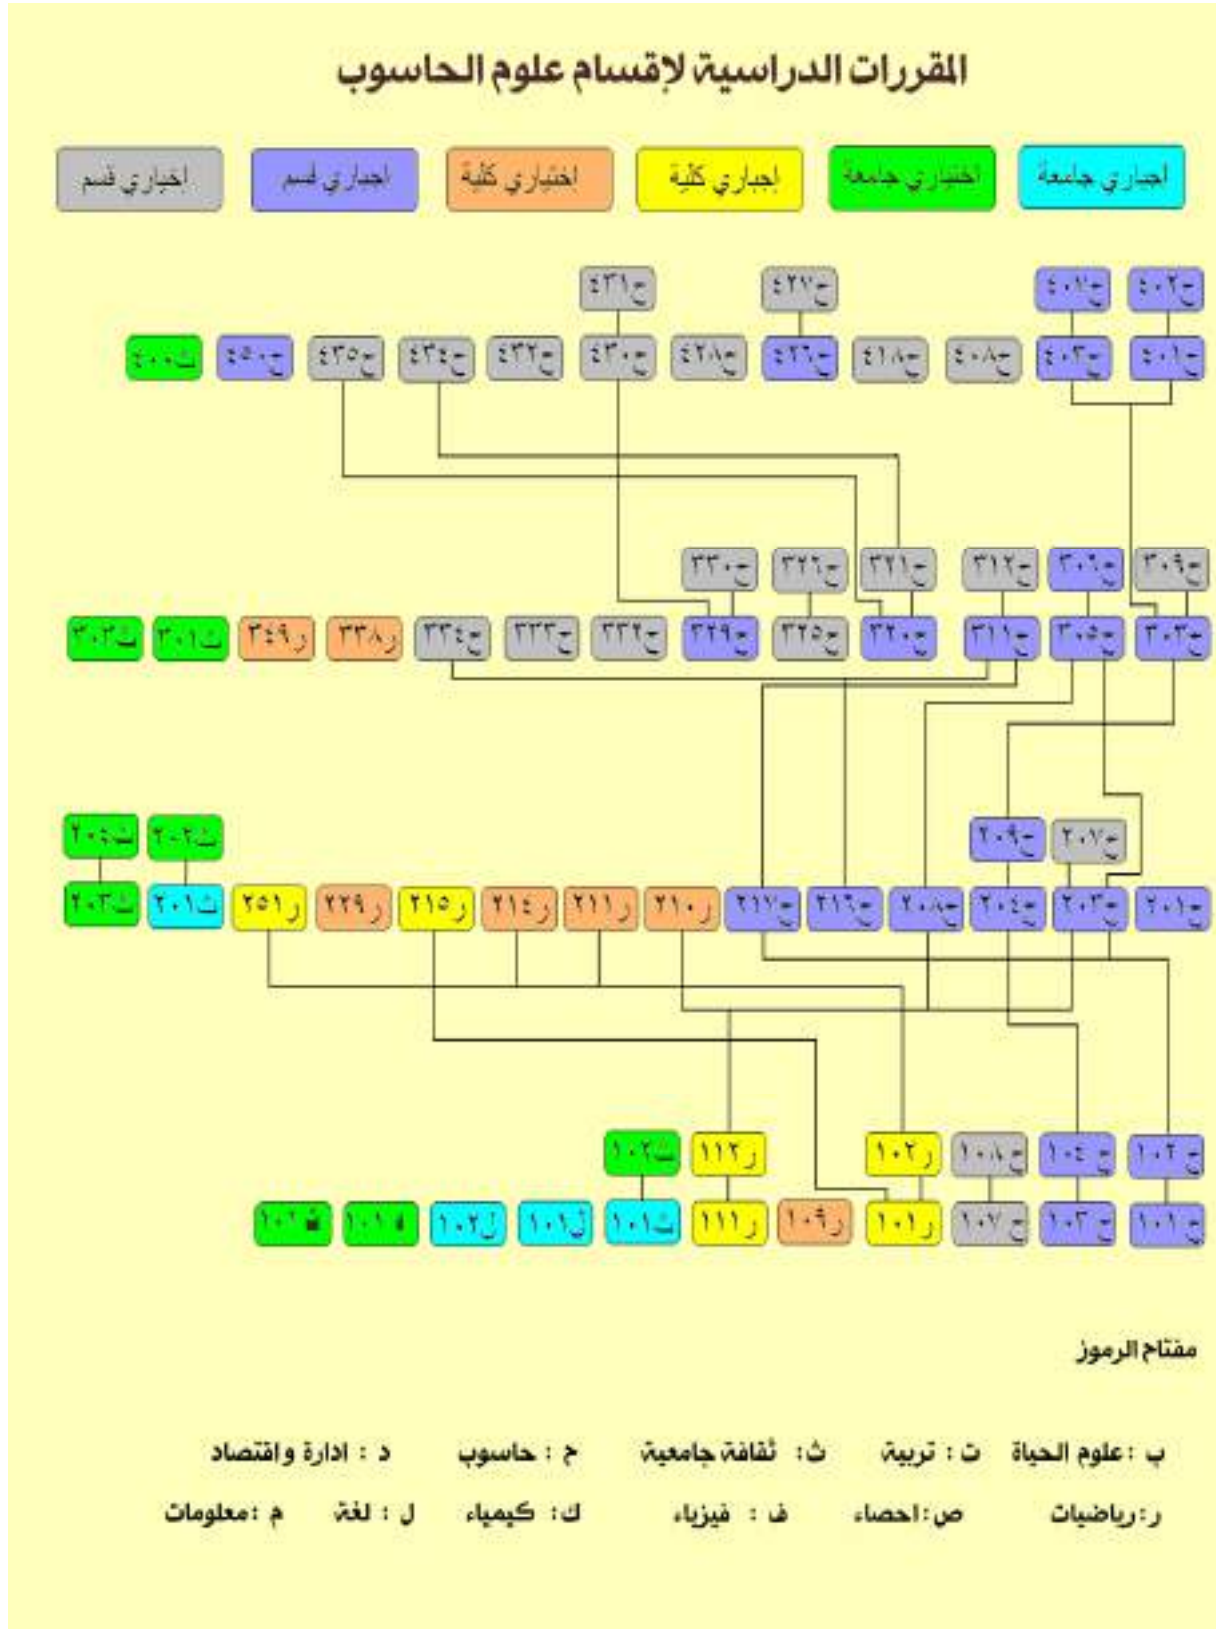 المقررات الدراسية لإقسام علوم الحاسوب
اجباري جامعة اختياري جامعة إجباري كلية اختياري كلية اجباري قسم اخباري قسم
ح٤٠٢ ح٤٠٧ ح٤٢٧ ح٤٣١
ح٤٠١ ح٤٠٣ ح٤٠٨ ح٤١٨ ح٤٢٦ ح٤٢٨ ح٤٣٠ ح٤٣٢ ح٤٣٤ ح٤٣٥ ح٤٥٠ ث٤٠٠
ح٣٠٩ ح٣٠٦ ح٣١٢ ح٣٢١ ح٣٢٦ ح٣٣٠
ح٣٠٣ ح٣٠٥ ح٣١١ ح٣٢٠ ح٣٢٥ ح٣٢٩ ح٣٣٢ ح٣٣٣ ح٣٣٤ ر٣٣٨ ر٣٤٩ ث٣٠١ ث٣٠٣
ح٢٠٧ ح٢٠٩ ث٢٠٢ ث٢٠٤
ح٢٠١ ح٢٠٣ ح٢٠٤ ح٢٠٨ ح٢١٦ ح٢١٧ ر٢١٠ ر٢١١ ر٢١٤ ر٢١٥ ر٢٢٩ ر٢٥١ ث٢٠١ ث٢٠٣
ح١٠٢ ح١٠٤ ح١٠٨ ر١٠٢ ر١١٢ ث١٠٢
ح١٠١ ح١٠٣ ح١٠٧ ر١٠١ ر١٠٩ ر١١١ ث١٠١ ل١٠١ ل١٠٢
مفتاح الرموز
ب : علوم الحياة ت : تربية ث : ثقافة جامعية ح : حاسوب د : ادارة واقتصاد
ر : رياضيات ص : احصاء ف : فيزياء ك : كيمياء ل : لغة م : معلومات